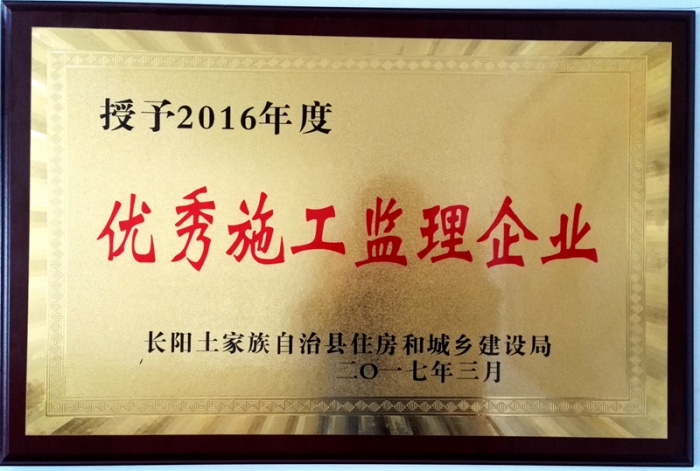 授予2016年度
优秀施工监理企业
长阳土家族自治县住房和城乡建设局
二〇一七年三月